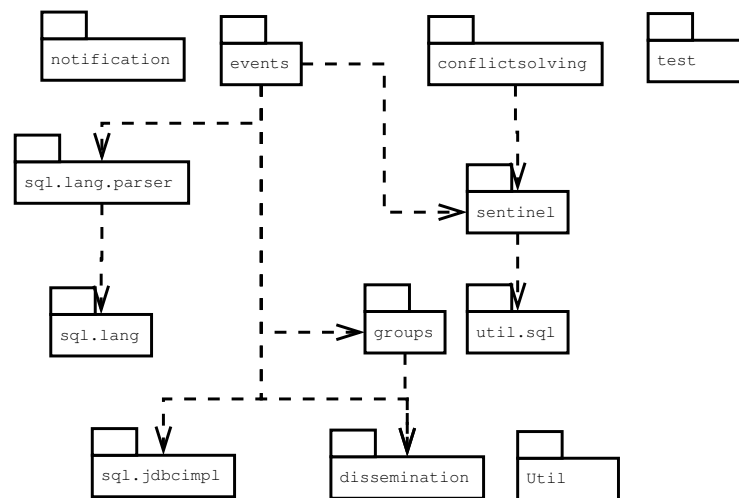 notification
events
conflictsolving
test
sql.lang.parser
sentinel
sql.lang
groups
util.sql
sql.jdbcimpl
dissemination
Util